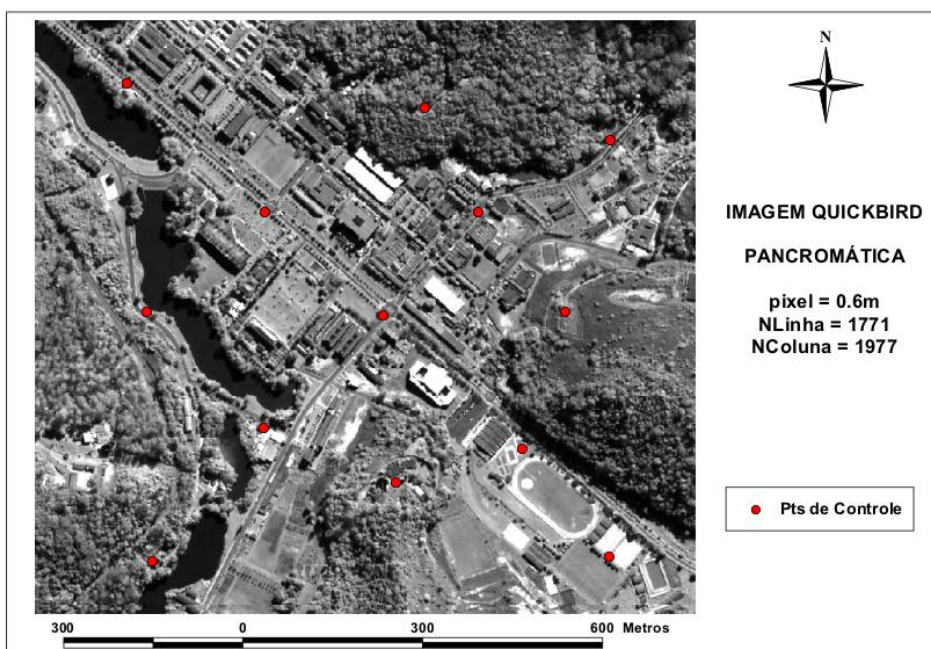 N
IMAGEM QUICKBIRD
PANCROMÁTICA
pixel = 0.6m
NLinha = 1771
NColuna = 1977
Pts de Controle
300 0 300 600 Metros